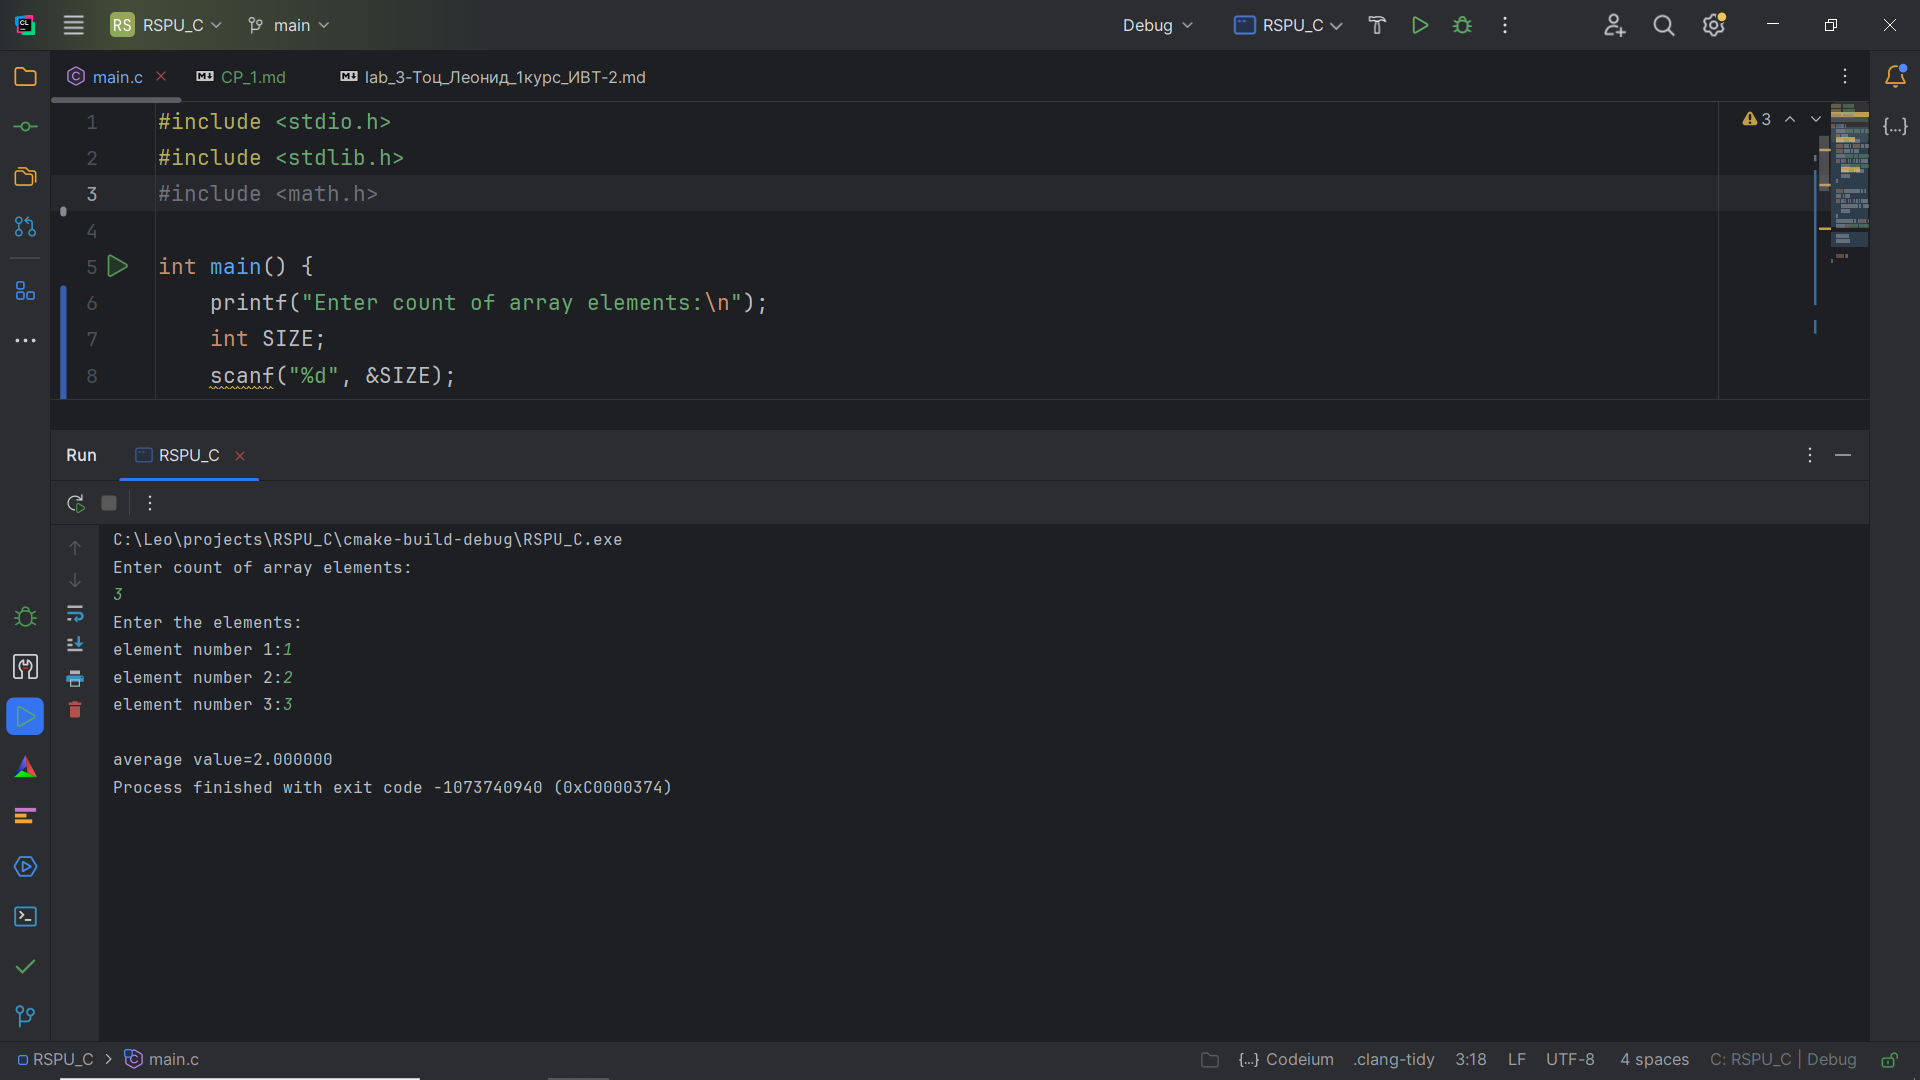 RS RSPU_C main Debug RSPU_C
main.c CP_1.md lab_3-Тоц_Леонид_1курс_ИВТ-2.md
1 #include <stdio.h>
2 #include <stdlib.h>
3 #include <math.h>
4
5 int main() {
6 printf("Enter count of array elements:\n");
7 int SIZE;
8 scanf("%d", &SIZE);
3
Run RSPU_C
C:\Leo\projects\RSPU_C\cmake-build-debug\RSPU_C.exe
Enter count of array elements:
3
Enter the elements:
element number 1:1
element number 2:2
element number 3:3
average value=2.000000
Process finished with exit code -1073740940 (0xC0000374)
RSPU_C > main.c {...} Codeium .clang-tidy 3:18 LF UTF-8 4 spaces C: RSPU_C | Debug